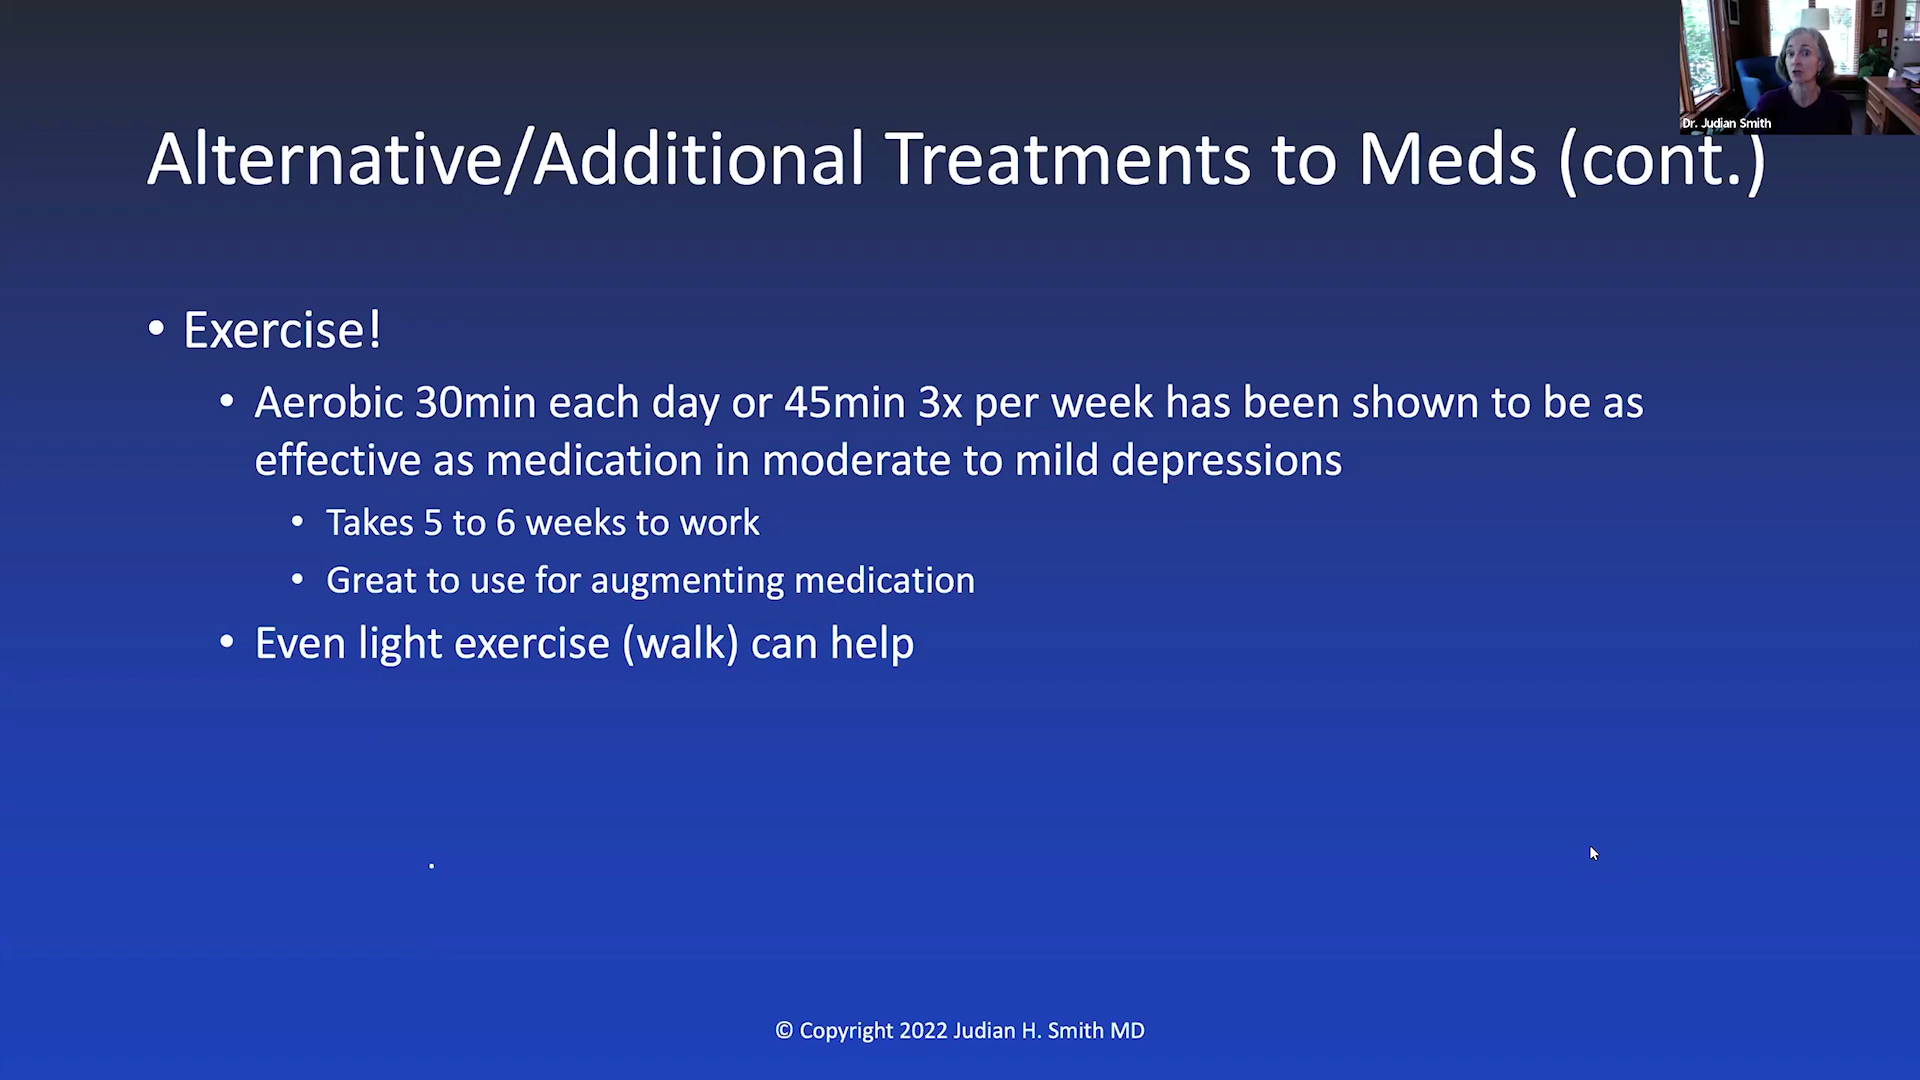 Dr. Judian Smith
Alternative/Additional Treatments to Meds (cont.)
• Exercise!
• Aerobic 30min each day or 45min 3x per week has been shown to be as
effective as medication in moderate to mild depressions
• Takes 5 to 6 weeks to work
• Great to use for augmenting medication
• Even light exercise (walk) can help
.
© Copyright 2022 Judian H. Smith MD